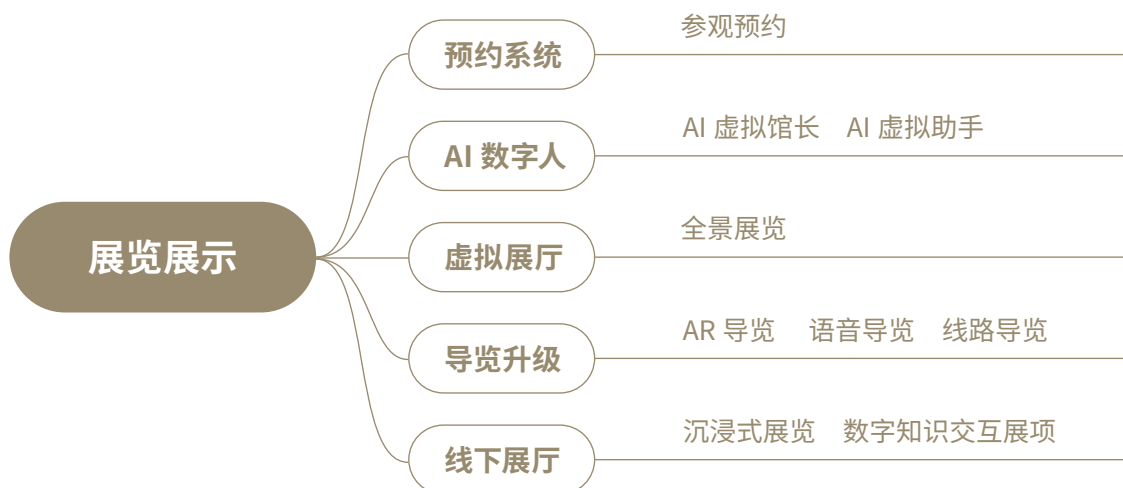 展览展示
预约系统
参观预约
AI 数字人
AI 虚拟馆长 AI 虚拟助手
虚拟展厅
全景展览
导览升级
AR 导览 语音导览 线路导览
线下展厅
沉浸式展览 数字知识交互展项